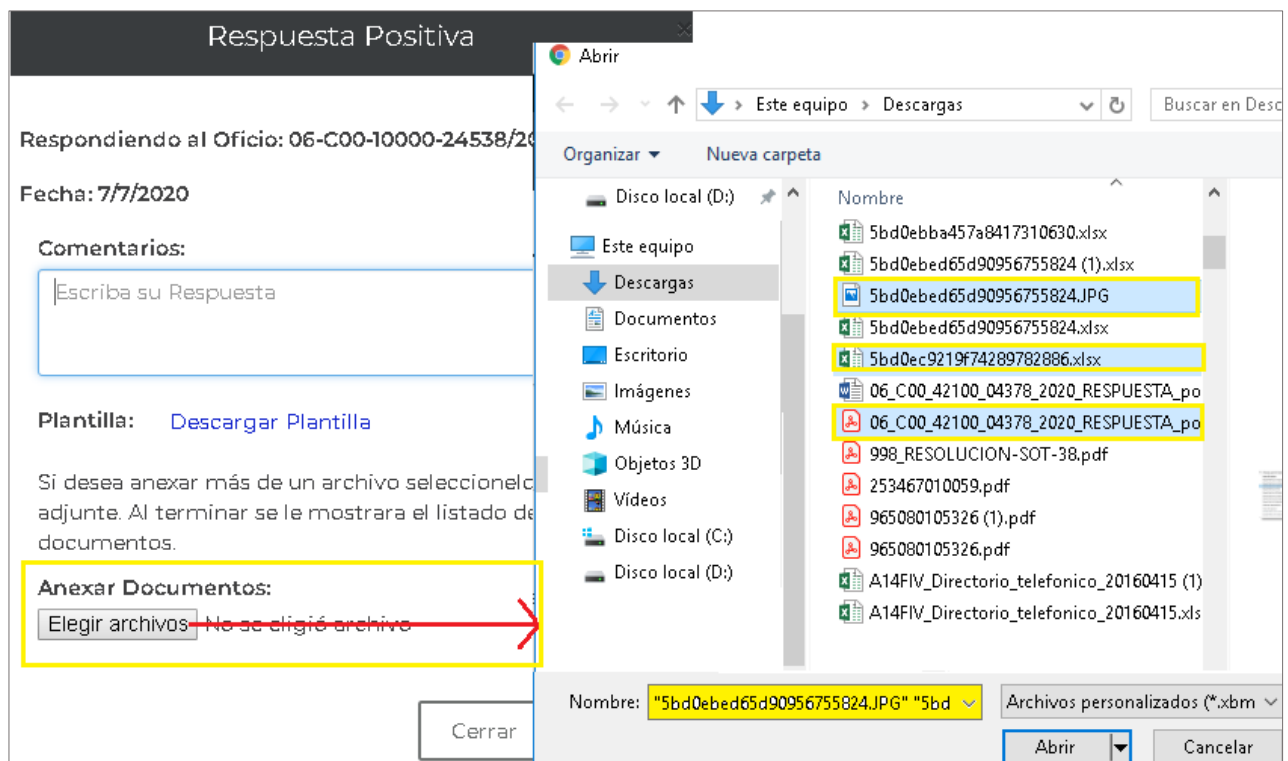 Respuesta Positiva
Respondiendo al Oficio: 06-C00-10000-24538/20
Fecha: 7/7/2020
Comentarios:
Escriba su Respuesta
Plantilla: Descargar Plantilla
Si desea anexar más de un archivo seleccionelo
adjunte. Al terminar se le mostrara el listado de
documentos.
Anexar Documentos:
Elegir archivos No se eligió archivo
Cerrar
Abrir
Este equipo > Descargas
Buscar en Desc
Organizar
Nueva carpeta
Disco local (D:)
Este equipo
Descargas
Documentos
Escritorio
Imágenes
Música
Objetos 3D
Vídeos
Disco local (C:)
Disco local (D:)
Nombre
5bd0ebba457a8417310630.xlsx
5bd0ebed65d90956755824 (1).xlsx
5bd0ebed65d90956755824.JPG
5bd0ebed65d90956755824.xlsx
5bd0ec9219f74289782886.xlsx
06_C00_42100_04378_2020_RESPUESTA_po
06_C00_42100_04378_2020_RESPUESTA_po
998_RESOLUCION-SOT-38.pdf
253467010059.pdf
965080105326 (1).pdf
965080105326.pdf
A14FIV_Directorio_telefonico_20160415 (1)
A14FIV_Directorio_telefonico_20160415.xls
Nombre: "5bd0ebed65d90956755824.JPG" "5bd
Archivos personalizados (*.xbm
Abrir
Cancelar